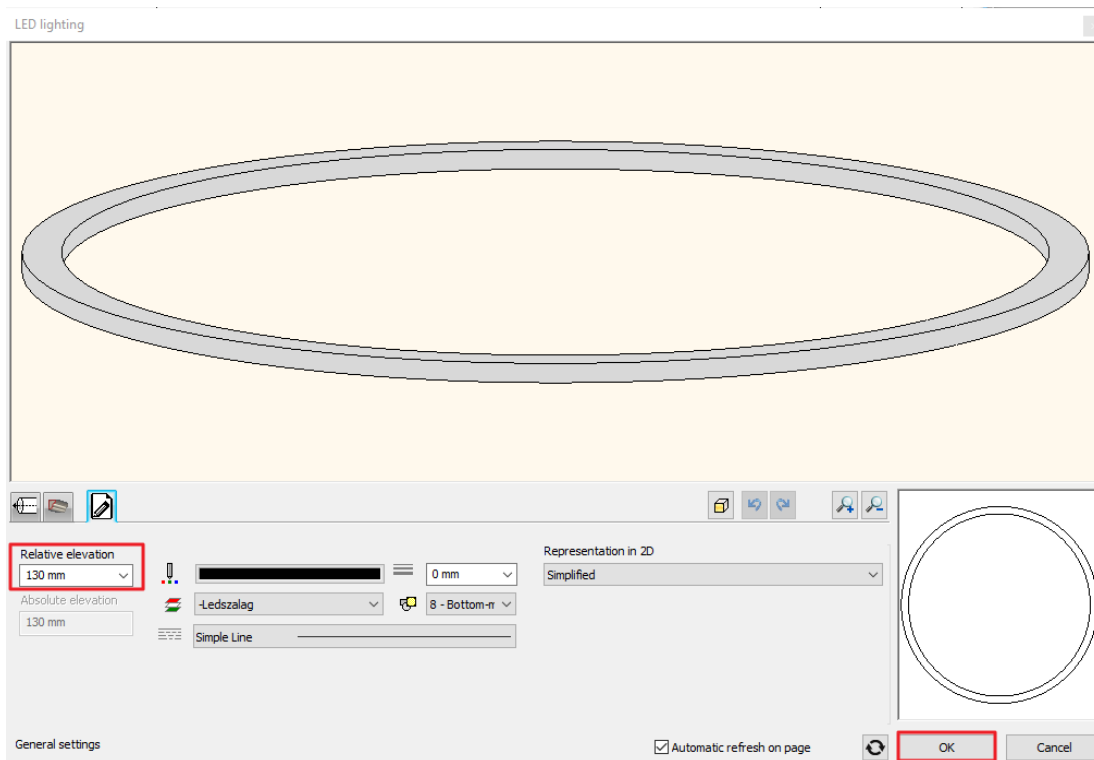 LED lighting
Relative elevation
130 mm
Absolute elevation
130 mm
0 mm
-Ledszalag
8 - Bottom-m
Simple Line
Representation in 2D
Simplified
General settings
Automatic refresh on page
OK
Cancel